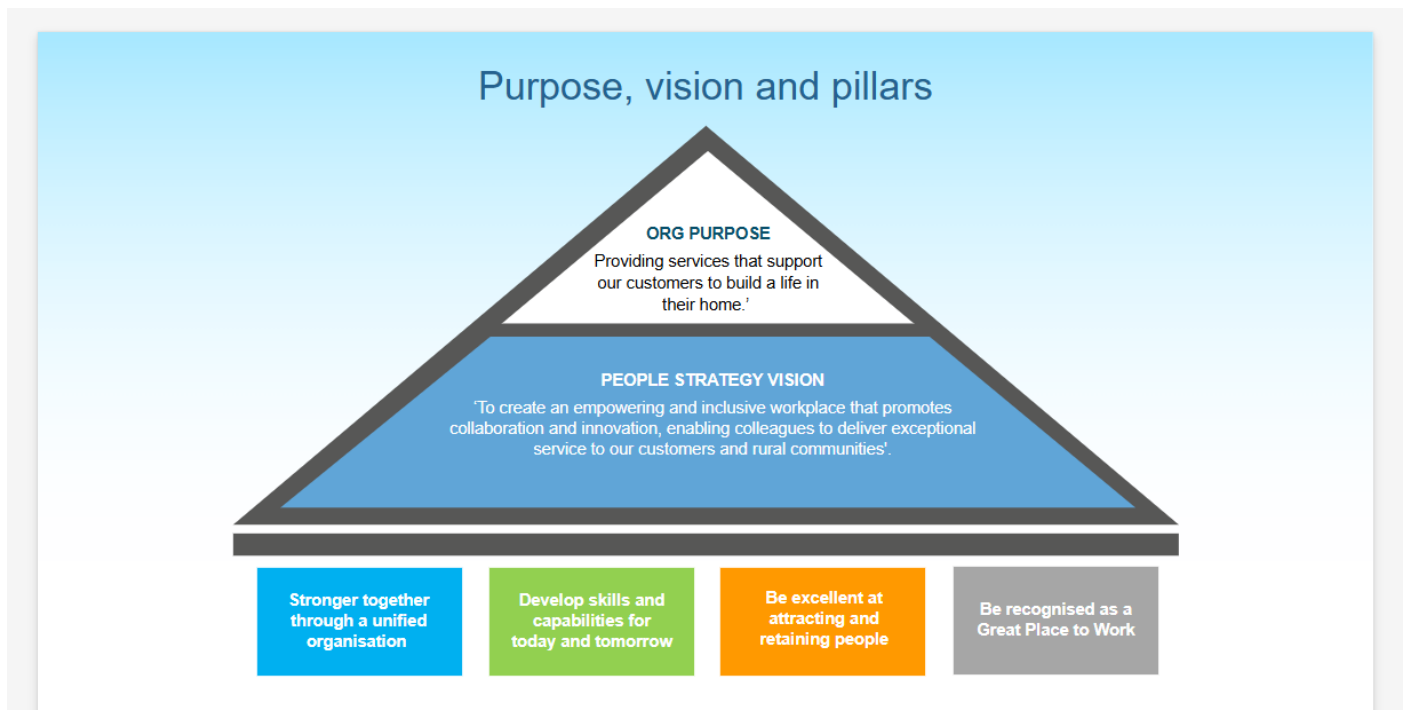 Purpose, vision and pillars
ORG PURPOSE
Providing services that support
our customers to build a life in
their home.’
PEOPLE STRATEGY VISION
‘To create an empowering and inclusive workplace that promotes
collaboration and innovation, enabling colleagues to deliver exceptional
service to our customers and rural communities'.
Stronger together
through a unified
organisation
Develop skills and
capabilities for
today and tomorrow
Be excellent at
attracting and
retaining people
Be recognised as a
Great Place to Work